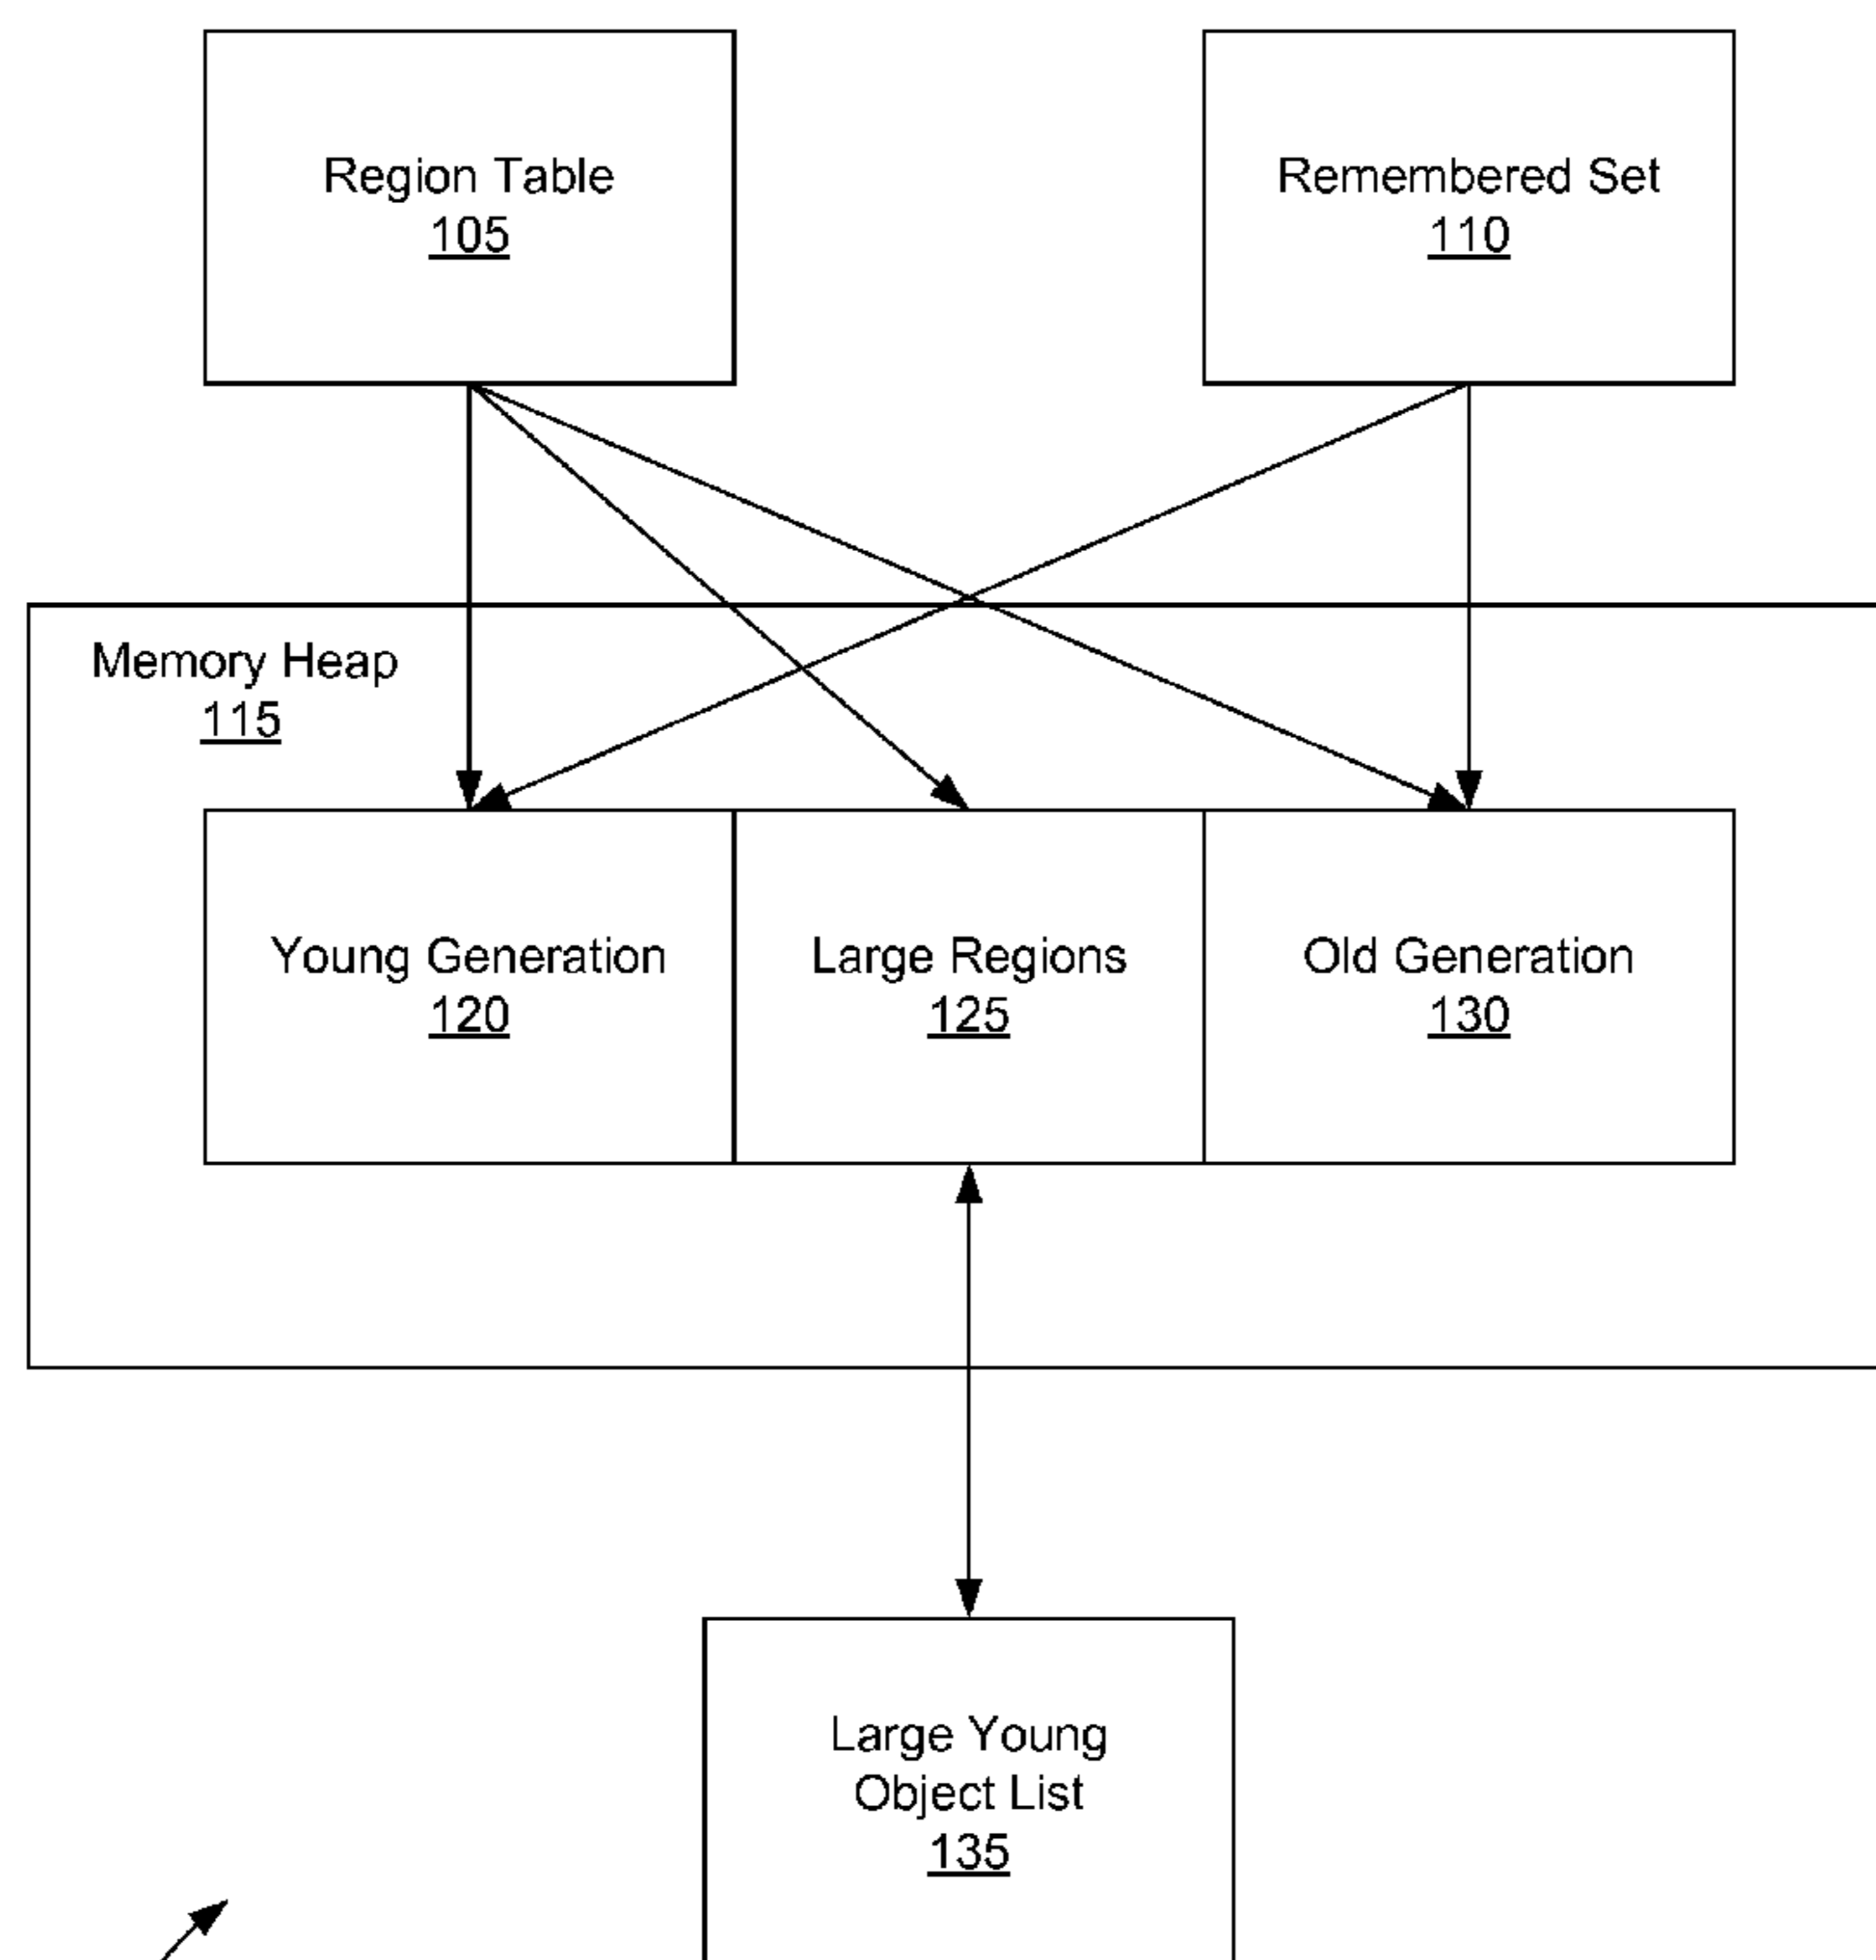 Region Table
105
Remembered Set
110
Memory Heap
115
Young Generation
120
Large Regions
125
Old Generation
130
Large Young
Object List
135